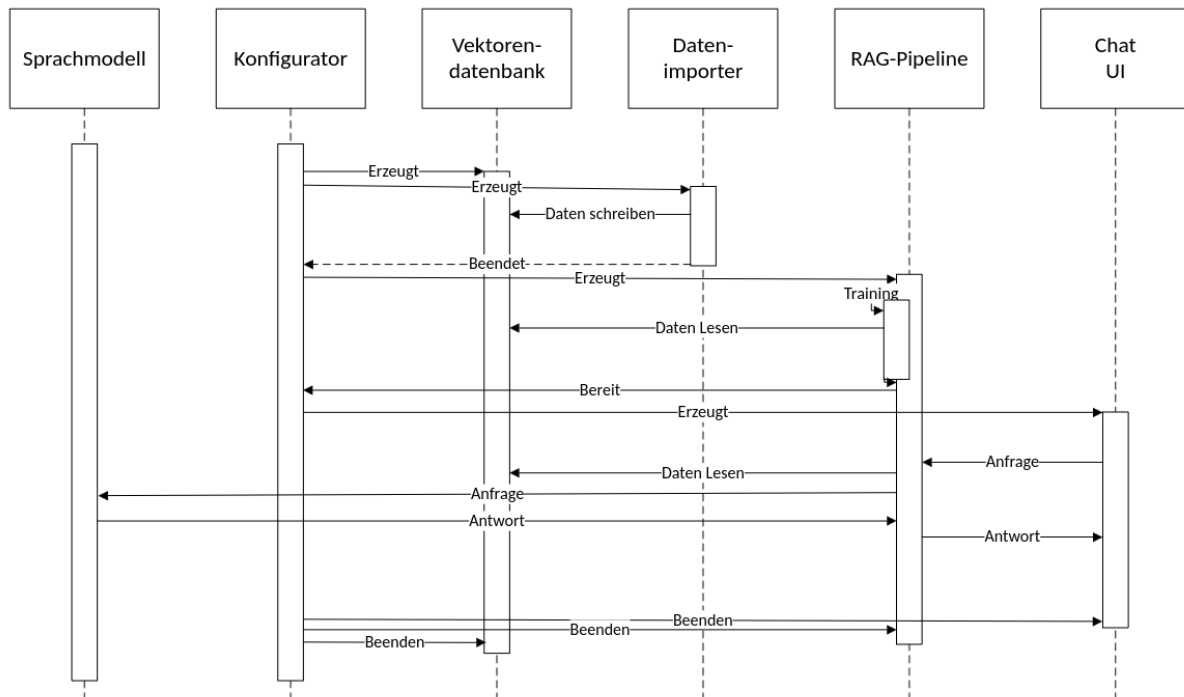 Sprachmodell
Konfigurator
Vektoren-
datenbank
Daten-
importer
RAG-Pipeline
Chat
UI
Erzeugt
Erzeugt
Daten schreiben
Beendet
Erzeugt
Training
Daten Lesen
Bereit
Erzeugt
Anfrage
Daten Lesen
Anfrage
Antwort
Antwort
Beenden
Beenden
Beenden